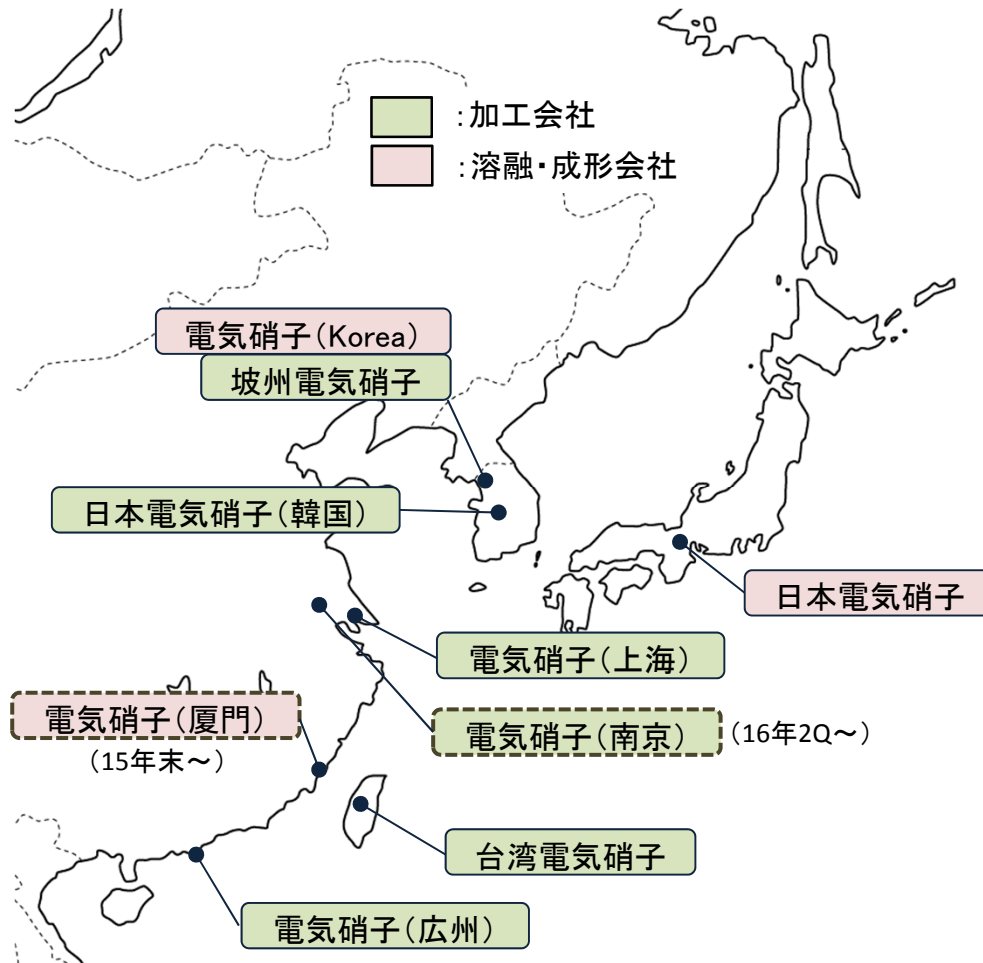 ：加工会社
：溶融・成形会社
電気硝子（Korea）
坡州電気硝子
日本電気硝子（韓国）
日本電気硝子
電気硝子（上海）
電気硝子（厦門）
（15年末～）
電気硝子（南京）
（16年2Q～）
台湾電気硝子
電気硝子（広州）